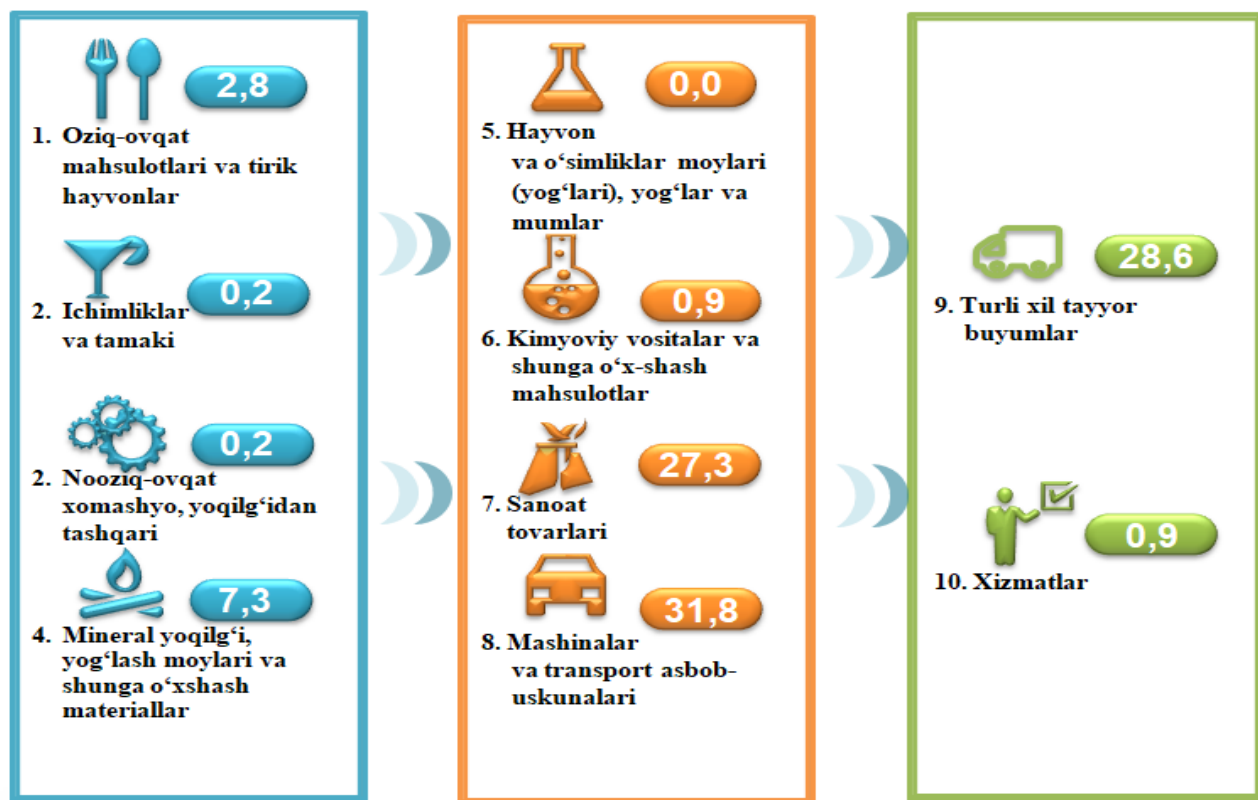 2,8
1. Oziq-ovqat
mahsulotlari va tirik
hayvonlar
0,2
2. Ichimliklar
va tamaki
0,2
2. Nooziq-ovqat
xomashyo, yoqilg‘idan
tashqari
7,3
4. Mineral yoqilg‘i,
yog‘lash moylari va
shunga o‘xshash
materiallar
0,0
5. Hayvon
va o‘simliklar moylari
(yog‘lari), yog‘lar va
mumlar
0,9
6. Kimyoviy vositalar va
shunga o‘x-shash
mahsulotlar
27,3
7. Sanoat
tovarlari
31,8
8. Mashinalar
va transport asbob-
uskunalari
28,6
9. Turli xil tayyor
buyumlar
0,9
10. Xizmatlar